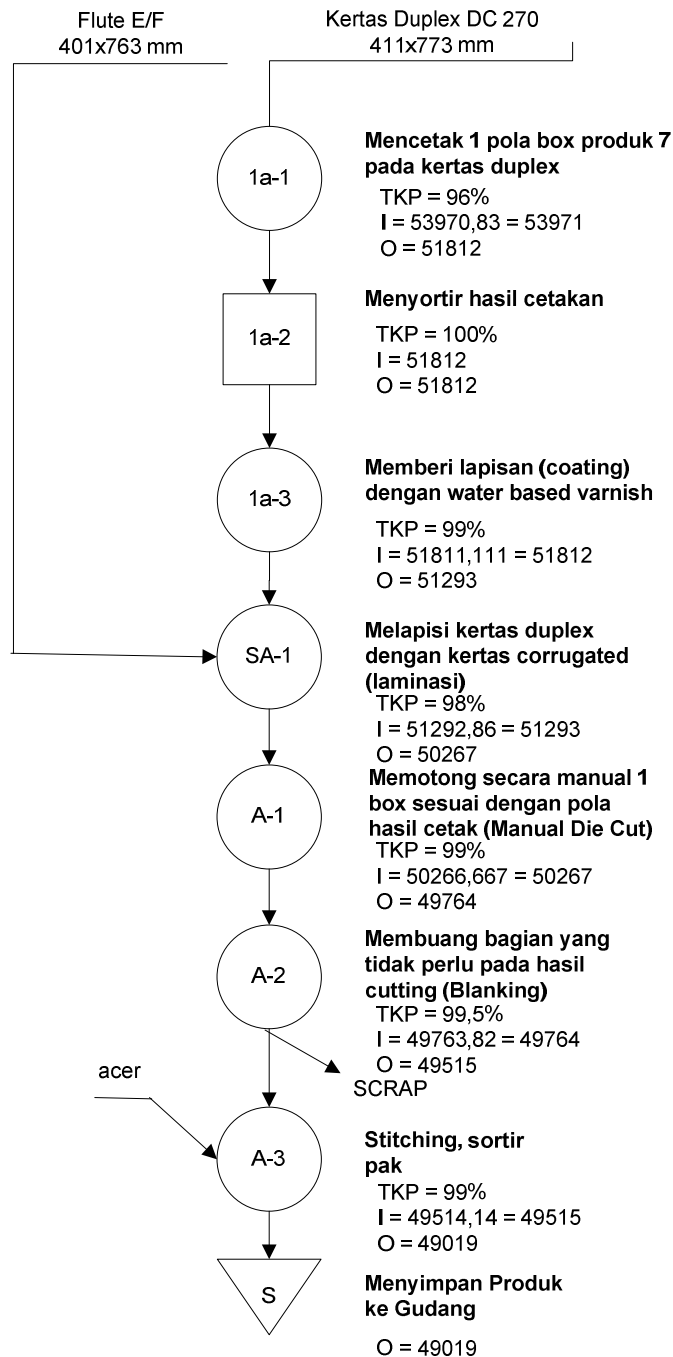 Flute E/F
401x763 mm
Kertas Duplex DC 270
411x773 mm
1a-1
Mencetak 1 pola box produk 7
pada kertas duplex
TKP = 96%
I = 53970,83 = 53971
O = 51812
1a-2
Menyortir hasil cetakan
TKP = 100%
I = 51812
O = 51812
1a-3
Memberi lapisan (coating)
dengan water based varnish
TKP = 99%
I = 51811,111 = 51812
O = 51293
SA-1
Melapisi kertas duplex
dengan kertas corrugated
(laminasi)
TKP = 98%
I = 51292,86 = 51293
O = 50267
A-1
Memotong secara manual 1
box sesuai dengan pola
hasil cetak (Manual Die Cut)
TKP = 99%
I = 50266,667 = 50267
O = 49764
A-2
Membuang bagian yang
tidak perlu pada hasil
cutting (Blanking)
TKP = 99,5%
I = 49763,82 = 49764
O = 49515
SCRAP
acer
A-3
Stitching, sortir
pak
TKP = 99%
I = 49514,14 = 49515
O = 49019
S
Menyimpan Produk
ke Gudang
O = 49019